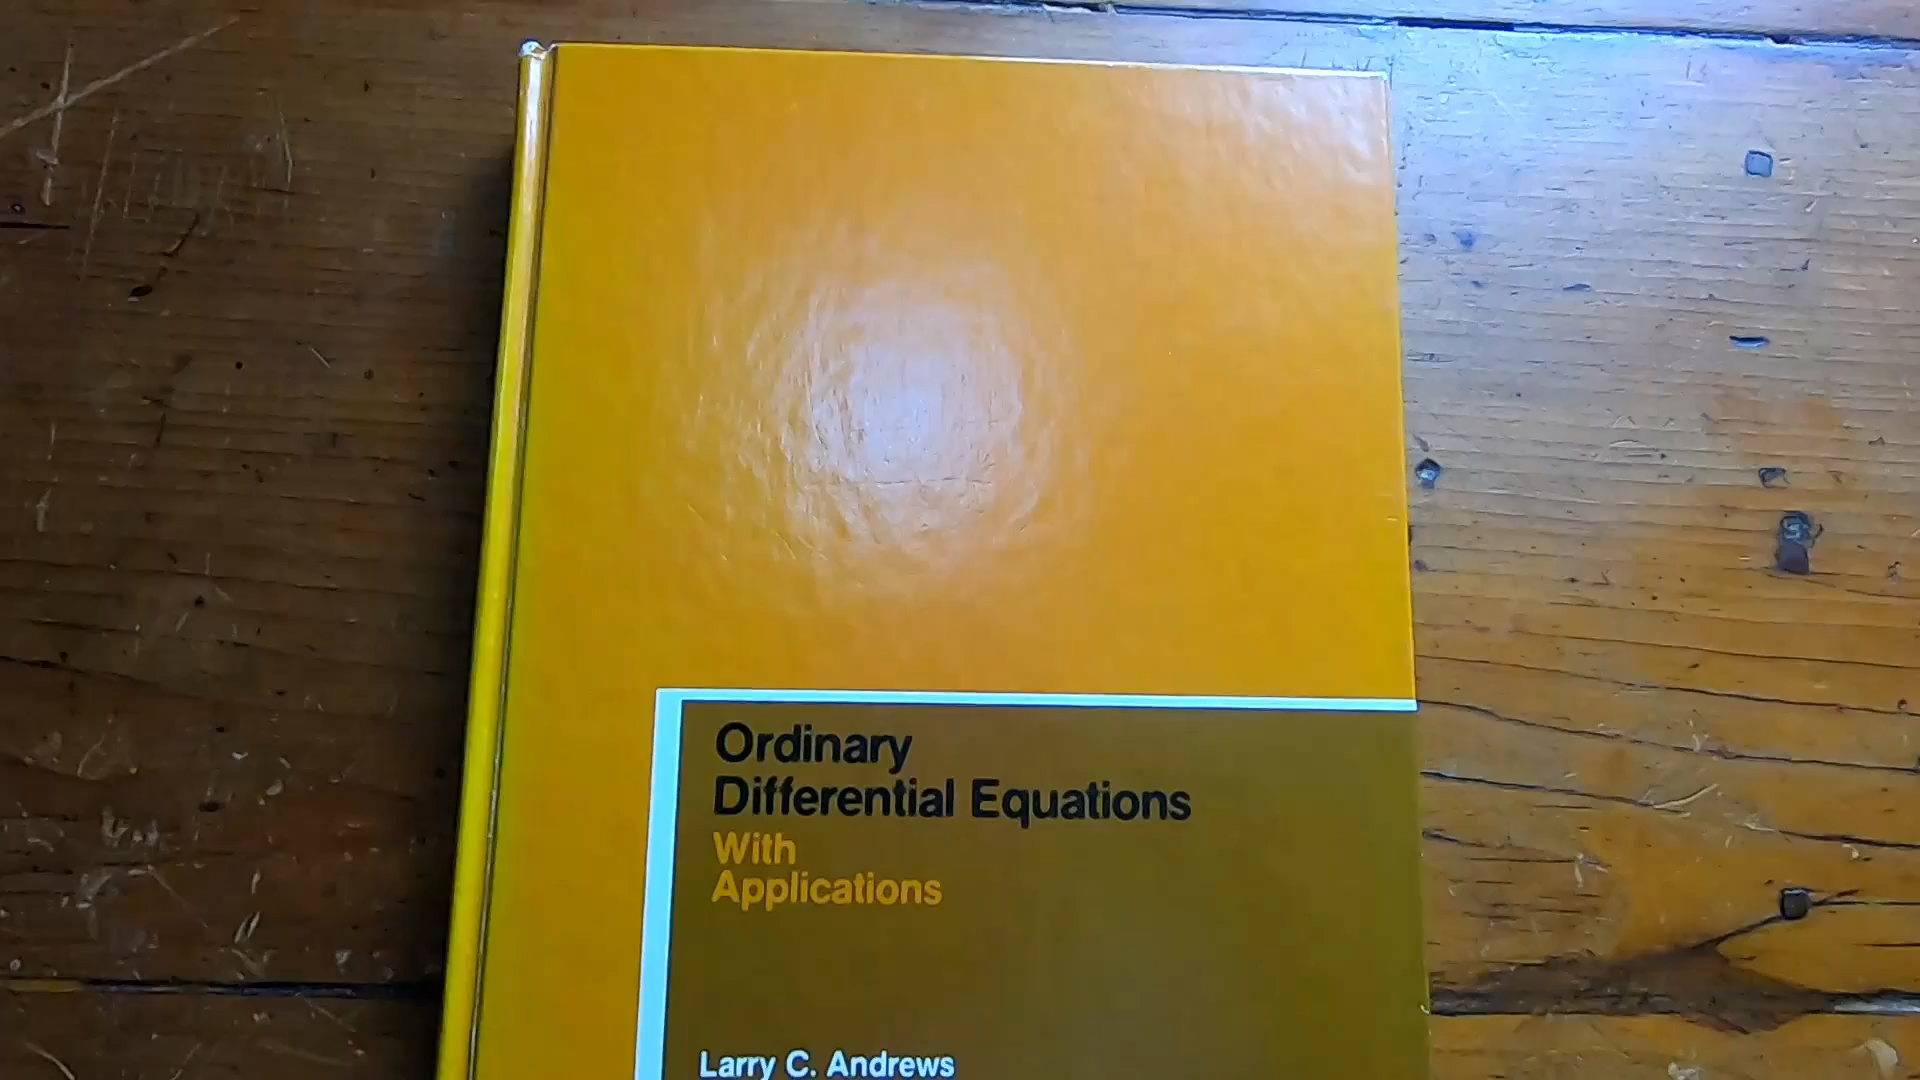 Ordinary
Differential Equations
With
Applications
Larry C. Andrews